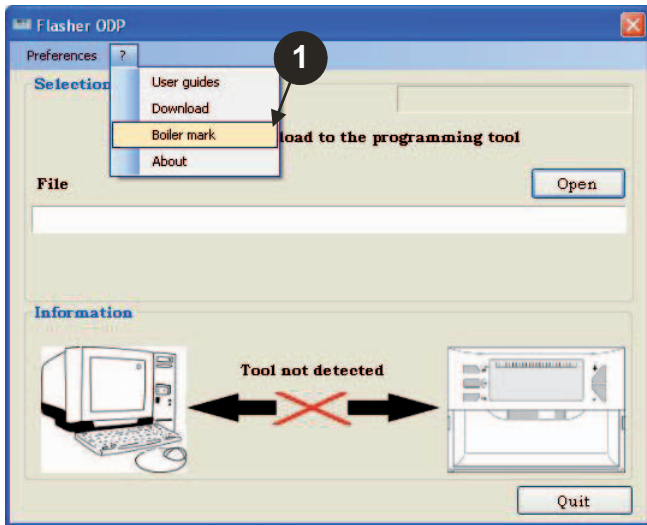 Flasher ODP
Preferences ?
1
Selection
User guides
Download
Boiler mark
About
load to the programming tool
File
Open
Information
Tool not detected
Quit